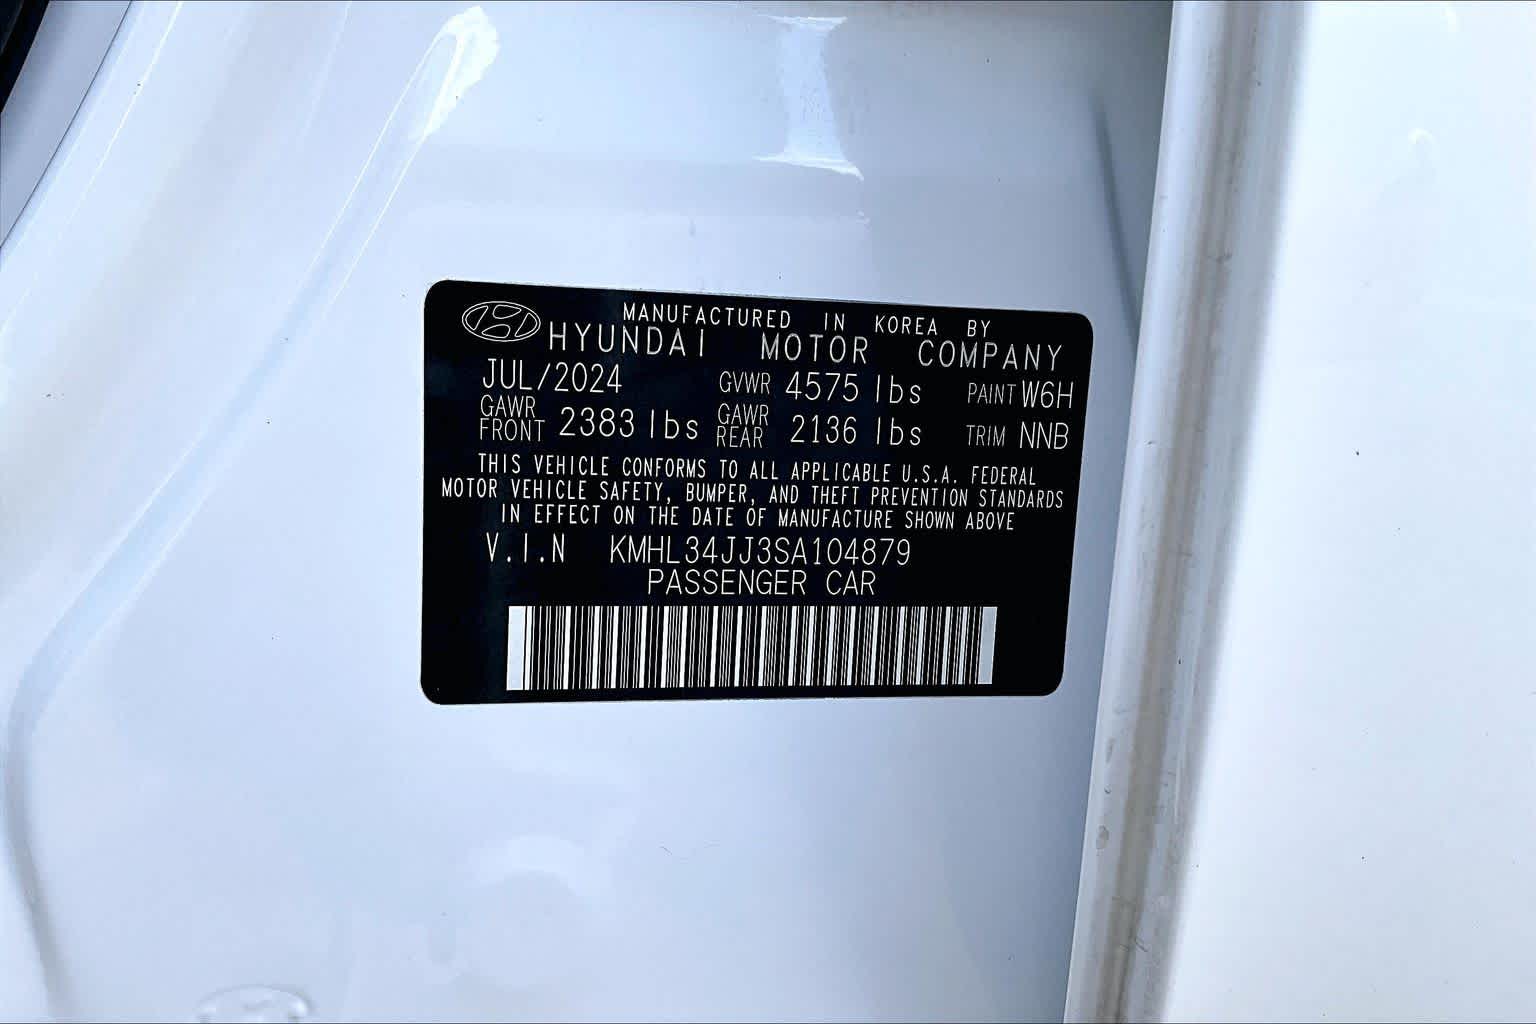 MANUFACTURED IN KOREA BY
HYUNDAI MOTOR COMPANY
JUL/2024 GVWR 4575 lbs PAINT W6H
GAWR FRONT 2383 lbs GAWR REAR 2136 lbs TRIM NNB
THIS VEHICLE CONFORMS TO ALL APPLICABLE U.S.A. FEDERAL
MOTOR VEHICLE SAFETY, BUMPER, AND THEFT PREVENTION STANDARDS
IN EFFECT ON THE DATE OF MANUFACTURE SHOWN ABOVE
V.I.N KMHL34JJ3SA104879
PASSENGER CAR